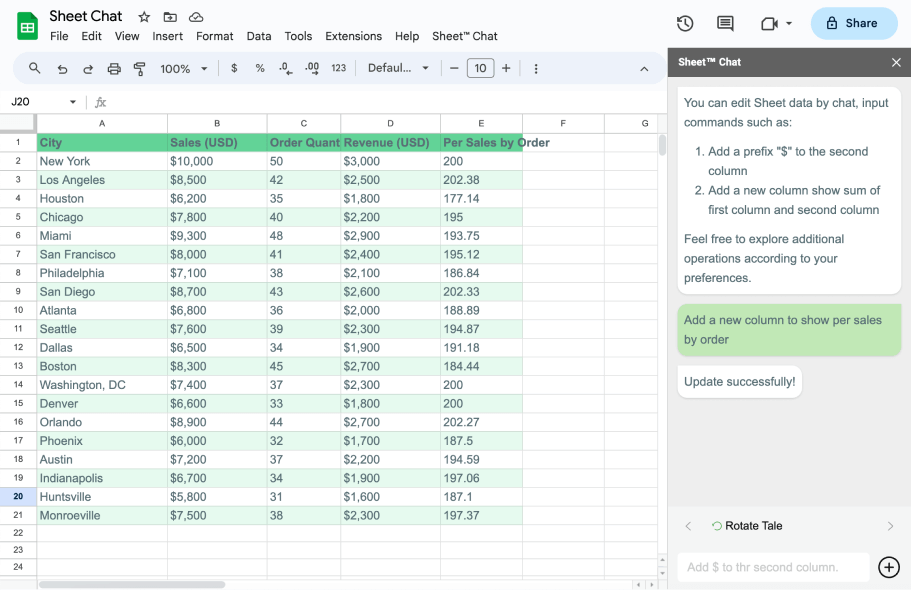 Sheet Chat
File Edit View Insert Format Data Tools Extensions Help Sheet™ Chat
Share
100% $ % .0 .00 123 Defaul... − 10 +
Sheet™ Chat
J20 fx
A B C D E F G
1 City Sales (USD) Order Quant Revenue (USD) Per Sales by Order
2 New York $10,000 50 $3,000 200
3 Los Angeles $8,500 42 $2,500 202.38
4 Houston $6,200 35 $1,800 177.14
5 Chicago $7,800 40 $2,200 195
6 Miami $9,300 48 $2,900 193.75
7 San Francisco $8,000 41 $2,400 195.12
8 Philadelphia $7,100 38 $2,100 186.84
9 San Diego $8,700 43 $2,600 202.33
10 Atlanta $6,800 36 $2,000 188.89
11 Seattle $7,600 39 $2,300 194.87
12 Dallas $6,500 34 $1,900 191.18
13 Boston $8,300 45 $2,700 184.44
14 Washington, DC $7,400 37 $2,300 200
15 Denver $6,600 33 $1,800 200
16 Orlando $8,900 44 $2,700 202.27
17 Phoenix $6,000 32 $1,700 187.5
18 Austin $7,200 37 $2,200 194.59
19 Indianapolis $6,700 34 $1,900 197.06
20 Huntsville $5,800 31 $1,600 187.1
21 Monroeville $7,500 38 $2,300 197.37
22
23
24
You can edit Sheet data by chat, input
commands such as:
1. Add a prefix "$" to the second
column
2. Add a new column show sum of
first column and second column
Feel free to explore additional
operations according to your
preferences.
Add a new column to show per sales
by order
Update successfully!
Rotate Tale
Add $ to thr second column.